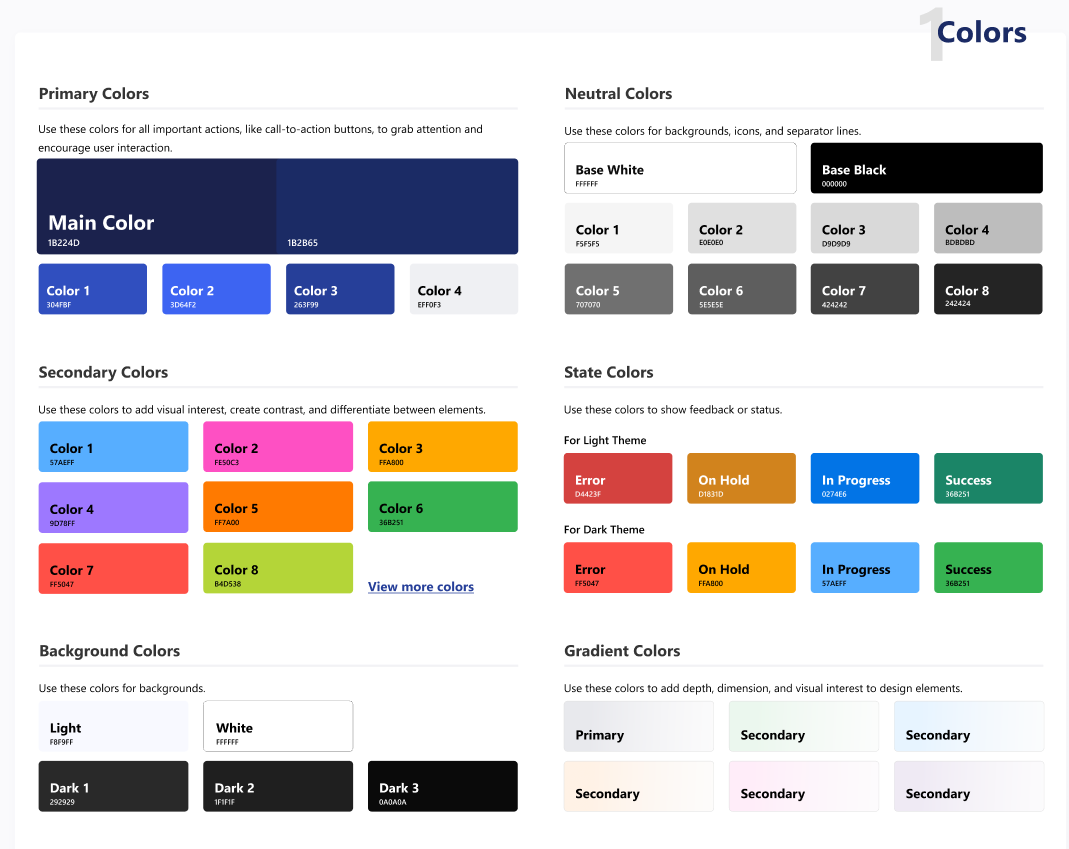 1
Colors
Primary Colors
Use these colors for all important actions, like call-to-action buttons, to grab attention and
encourage user interaction.
Main Color
1B224D
1B2B65
Color 1
304FBF
Color 2
3D64F2
Color 3
263F99
Color 4
EFF0F3
Neutral Colors
Use these colors for backgrounds, icons, and separator lines.
Base White
FFFFFF
Base Black
000000
Color 1
F5F5F5
Color 2
E0E0E0
Color 3
D9D9D9
Color 4
BDBDBD
Color 5
707070
Color 6
5E5E5E
Color 7
424242
Color 8
242424
Secondary Colors
Use these colors to add visual interest, create contrast, and differentiate between elements.
Color 1
57AEFF
Color 2
FE50C3
Color 3
FFA800
Color 4
9D78FF
Color 5
FF7A00
Color 6
36B251
Color 7
FF5047
Color 8
B4D538
View more colors
State Colors
Use these colors to show feedback or status.
For Light Theme
Error
D4423F
On Hold
D1831D
In Progress
0274E6
Success
36B251
For Dark Theme
Error
FF5047
On Hold
FFA800
In Progress
57AEFF
Success
36B251
Background Colors
Use these colors for backgrounds.
Light
F8F9FF
White
FFFFFF
Dark 1
292929
Dark 2
1F1F1F
Dark 3
0A0A0A
Gradient Colors
Use these colors to add depth, dimension, and visual interest to design elements.
Primary
Secondary
Secondary
Secondary
Secondary
Secondary